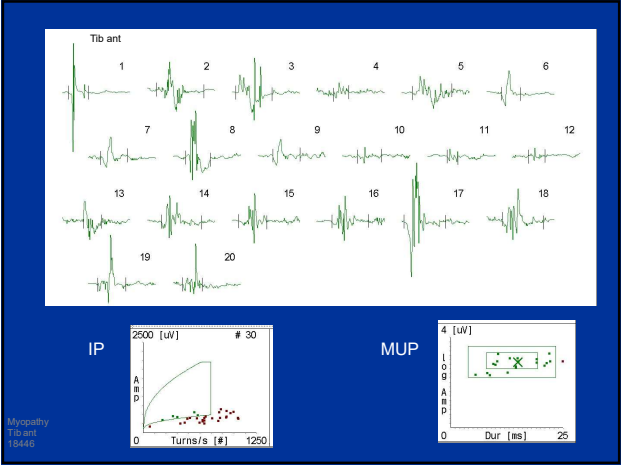 Tib ant
1 2 3 4 5 6
7 8 9 10 11 12
13 14 15 16 17 18
19 20
IP
2500 [uV] # 30
Amp
0 Turns/s [#] 1250
MUP
4 [uV]
log Amp
0 Dur [ms] 25
Myopathy
Tib ant
18446